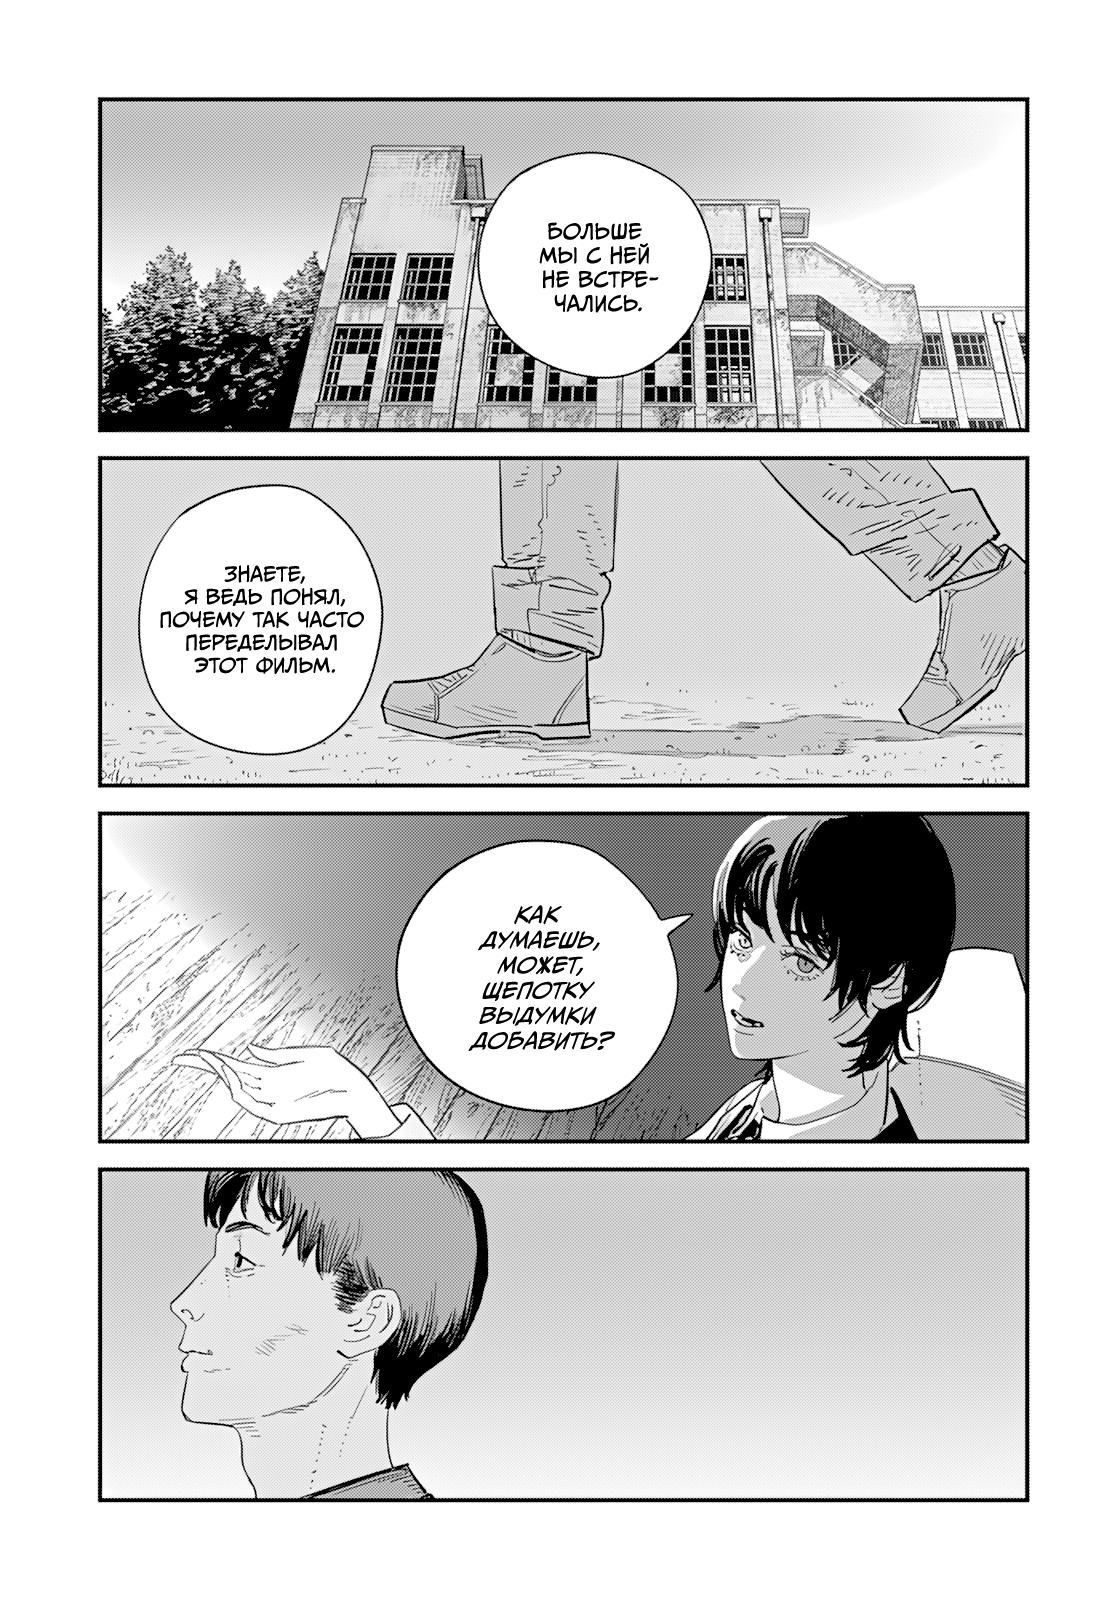 БОЛЬШЕ
МЫ С НЕЙ
НЕ ВСТРЕ-
ЧАЛИСЬ.
ЗНАЕТЕ,
Я ВЕДЬ ПОНЯЛ,
ПОЧЕМУ ТАК ЧАСТО
ПЕРЕДЕЛЫВАЛ
ЭТОТ ФИЛЬМ.
КАК
ДУМАЕШЬ,
МОЖЕТ,
ЩЕПОТКУ
ВЫДУМКИ
ДОБАВИТЬ?